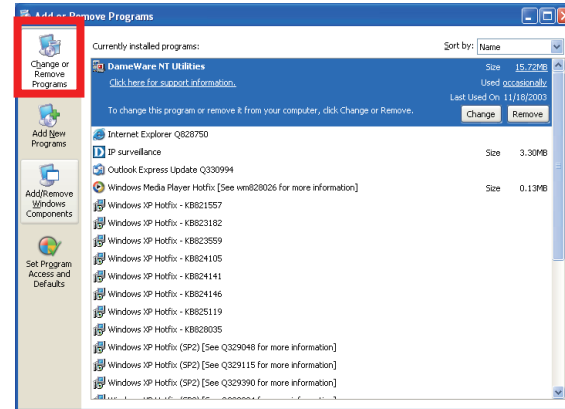 Add or Remove Programs
Change or
Remove
Programs
Add New
Programs
Add/Remove
Windows
Components
Set Program
Access and
Defaults
Currently installed programs:
Sort by: Name
DameWare NT Utilities Size 15.72MB
Click here for support information. Used occasionally
Last Used On 11/18/2003
To change this program or remove it from your computer, click Change or Remove. Change Remove
Internet Explorer Q828750
IP surveillance Size 3.30MB
Outlook Express Update Q330994
Windows Media Player Hotfix [See wm828026 for more information] Size 0.13MB
Windows XP Hotfix - KB821557
Windows XP Hotfix - KB823182
Windows XP Hotfix - KB823559
Windows XP Hotfix - KB824105
Windows XP Hotfix - KB824141
Windows XP Hotfix - KB824146
Windows XP Hotfix - KB825119
Windows XP Hotfix - KB828035
Windows XP Hotfix (SP2) [See Q329048 for more information]
Windows XP Hotfix (SP2) [See Q329115 for more information]
Windows XP Hotfix (SP2) [See Q329390 for more information]